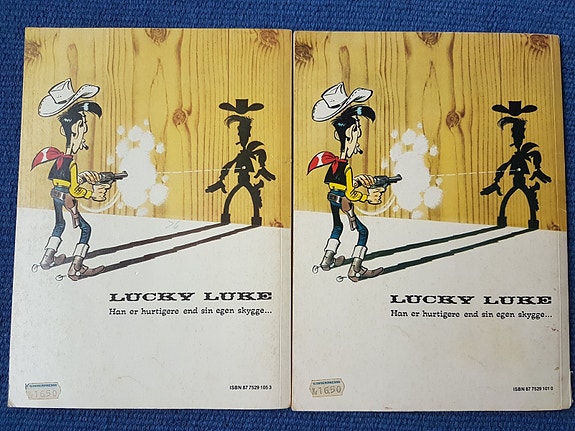 LUCKY LUKE
Han er hurtigere end sin egen skygge...
ISBN 87 7529 105 3
LUCKY LUKE
Han er hurtigere end sin egen skygge...
ISBN 87 7529 101 0